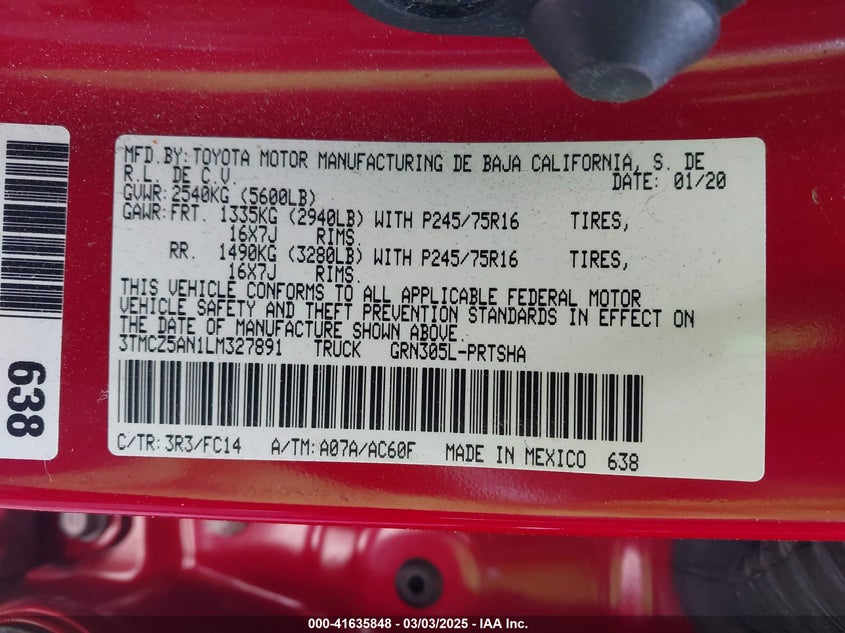 MFD.BY:TOYOTA MOTOR MANUFACTURING DE BAJA CALIFORNIA, S. DE
R.L. DE C.V. DATE: 01/20
GVWR:2540KG (5600LB)
GAWR:FRT. 1335KG (2940LB) WITH P245/75R16 TIRES,
16X7J RIMS.
RR. 1490KG (3280LB) WITH P245/75R16 TIRES,
16X7J RIMS.
THIS VEHICLE CONFORMS TO ALL APPLICABLE FEDERAL MOTOR
VEHICLE SAFETY AND THEFT PREVENTION STANDARDS IN EFFECT ON
THE DATE OF MANUFACTURE SHOWN ABOVE.
3TMCZ5AN1LM327891 TRUCK GRN305L-PRTSHA
C/TR:3R3/FC14 A/TM:A07A/AC60F MADE IN MEXICO 638
638
000-41635848 - 03/03/2025 - © IAA Inc.